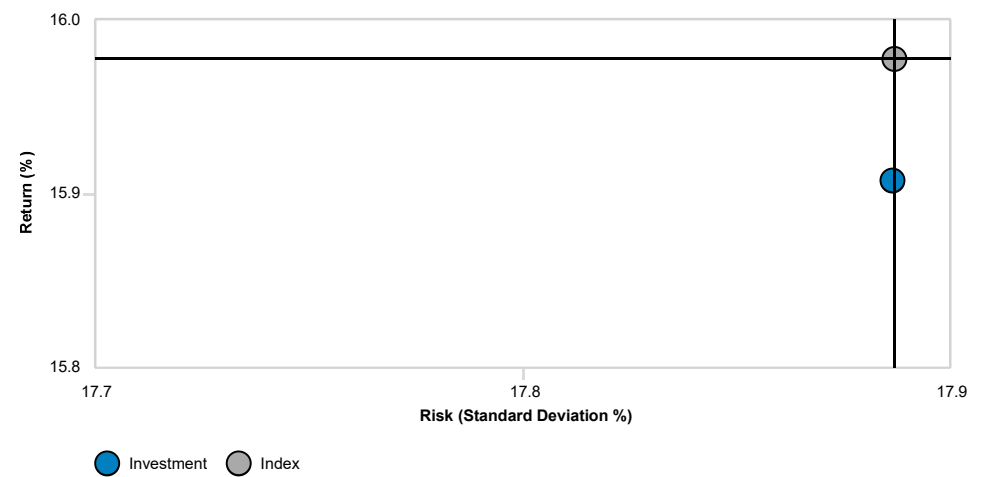 16.0
Return (%)
15.9
15.8
17.7 17.8 17.9
Risk (Standard Deviation %)
Investment Index